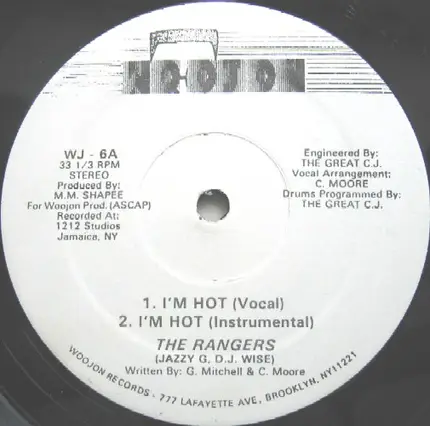 WOOJON
WJ - 6A
33 1/3 RPM
STEREO
Produced By:
M.M. SHAPEE
For Woojon Prod. (ASCAP)
Recorded At:
1212 Studios
Jamaica, NY
Engineered By:
THE GREAT C.J.
Vocal Arrangement:
C. MOORE
Drums Programmed By:
THE GREAT C.J.
1. I'M HOT (Vocal)
2. I'M HOT (Instrumental)
THE RANGERS
(JAZZY G, D.J. WISE)
Written By: G. Mitchell & C. Moore
WOOJON RECORDS - 777 LAFAYETTE AVE, BROOKLYN, NY11221